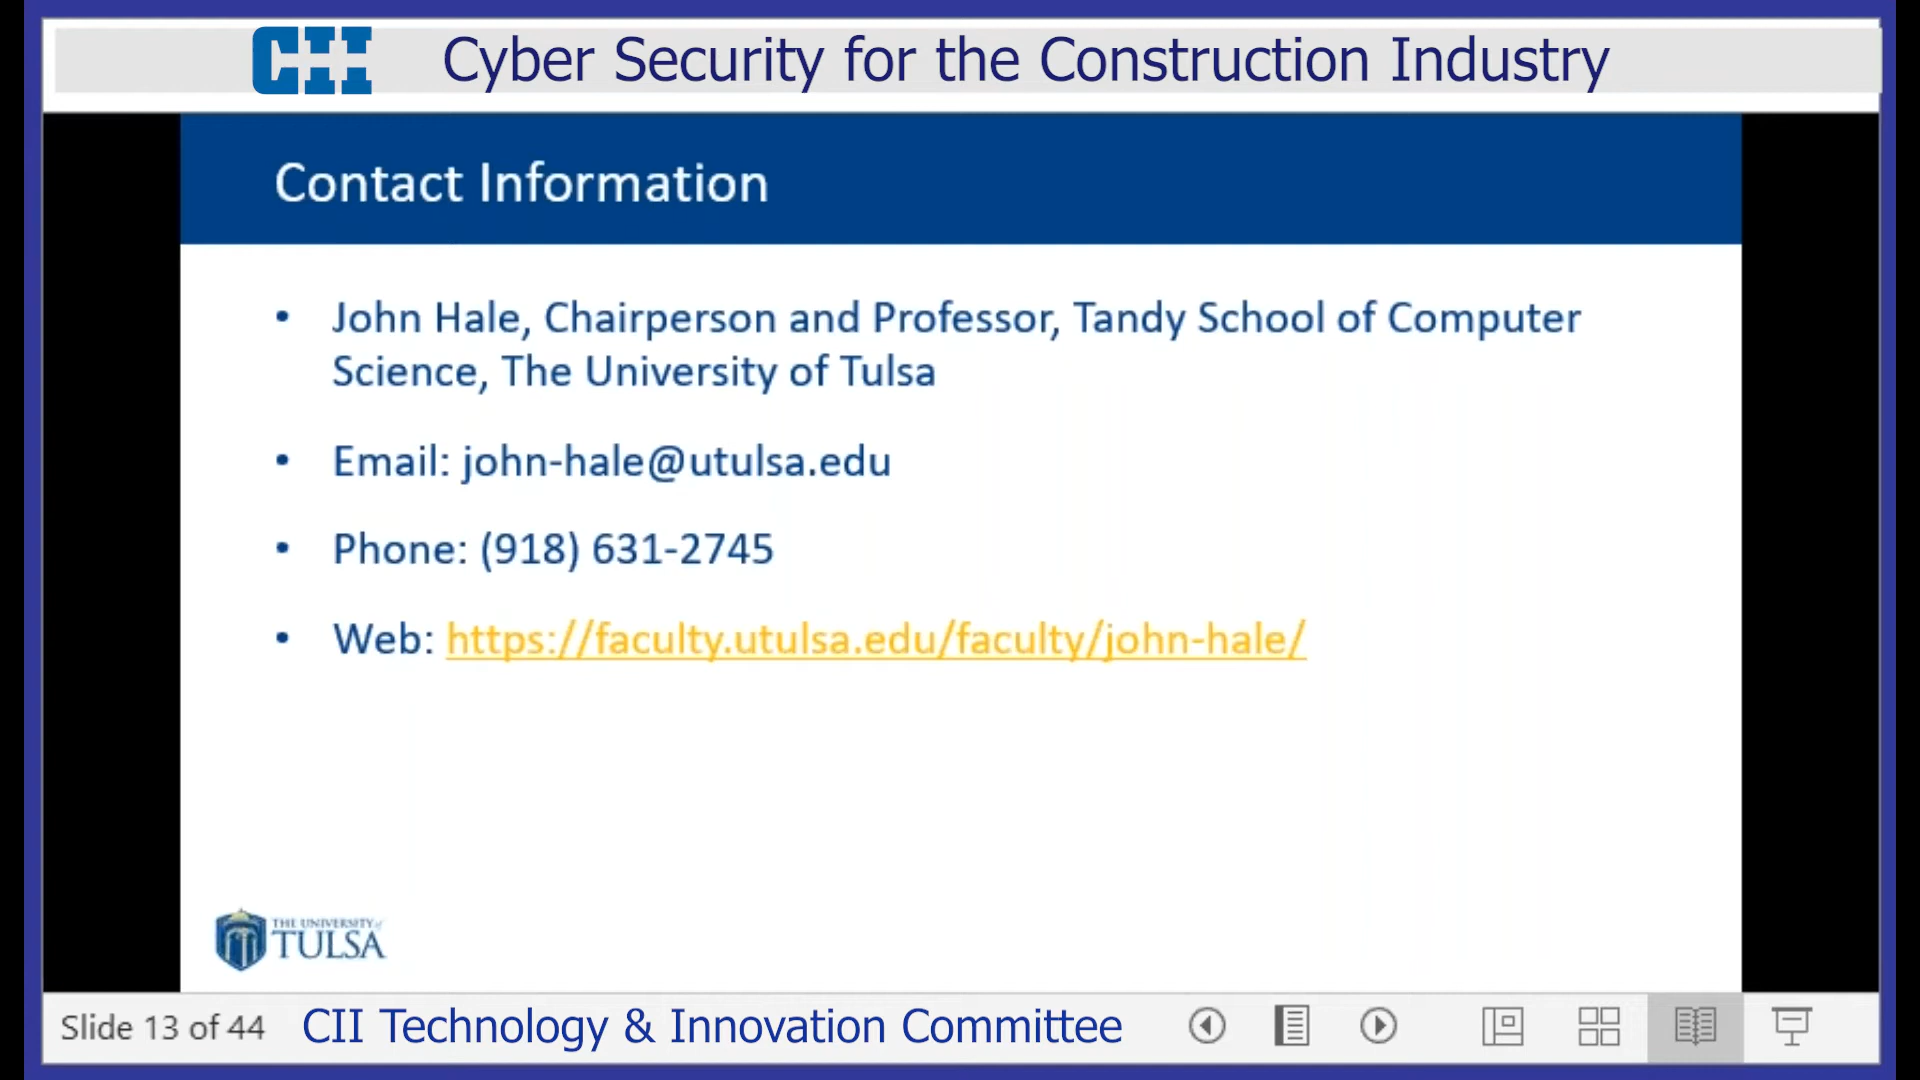 CII Cyber Security for the Construction Industry
Contact Information
• John Hale, Chairperson and Professor, Tandy School of Computer
Science, The University of Tulsa
• Email: john-hale@utulsa.edu
• Phone: (918) 631-2745
• Web: https://faculty.utulsa.edu/faculty/john-hale/
THE UNIVERSITY of
TULSA
Slide 13 of 44 CII Technology & Innovation Committee